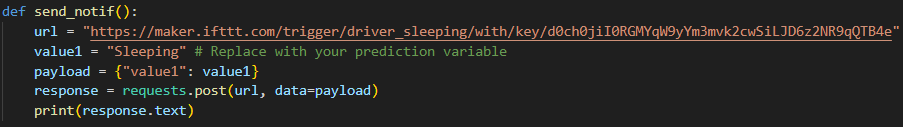 def send_notif():
    url = "https://maker.ifttt.com/trigger/driver_sleeping/with/key/d0ch0jiI0RGMYqW9yYm3mvk2cwSiLJD6z2NR9qQTB4e"
    value1 = "Sleeping" # Replace with your prediction variable
    payload = {"value1": value1}
    response = requests.post(url, data=payload)
    print(response.text)